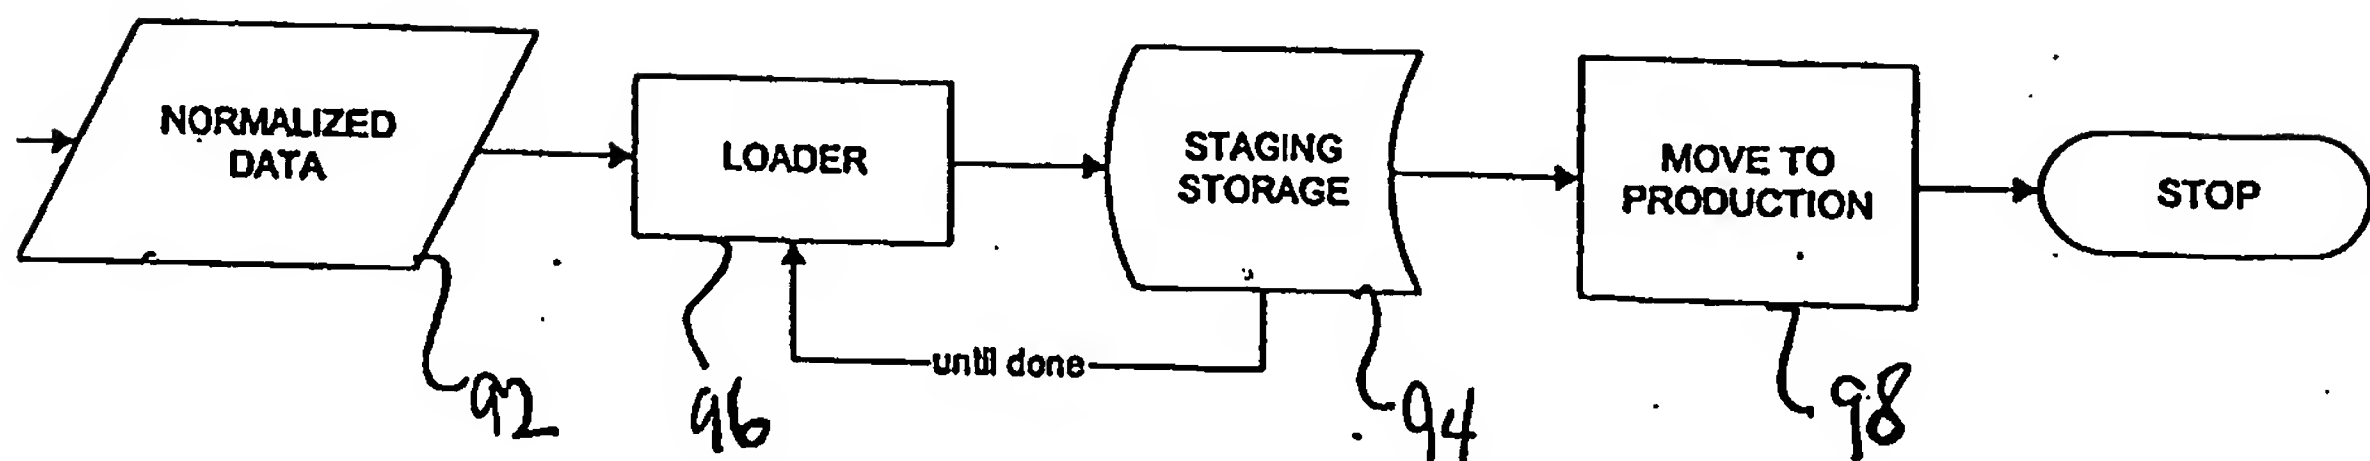 NORMALIZED
DATA
LOADER
STAGING
STORAGE
MOVE TO
PRODUCTION
STOP
until done
92
96
94
98